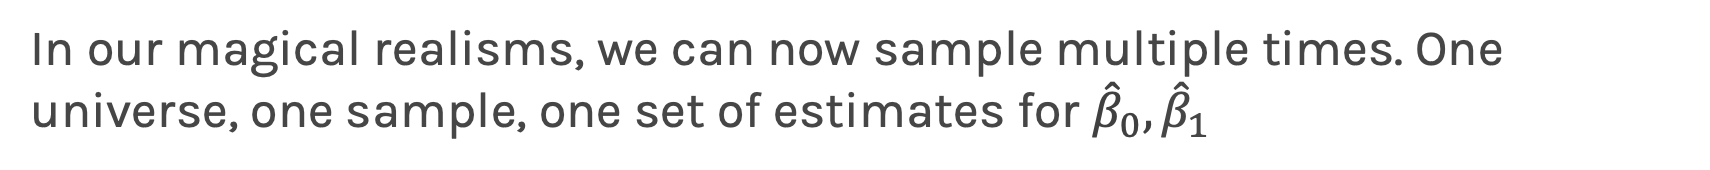 In our magical realisms, we can now sample multiple times. One
universe, one sample, one set of estimates for β̂₀, β̂₁